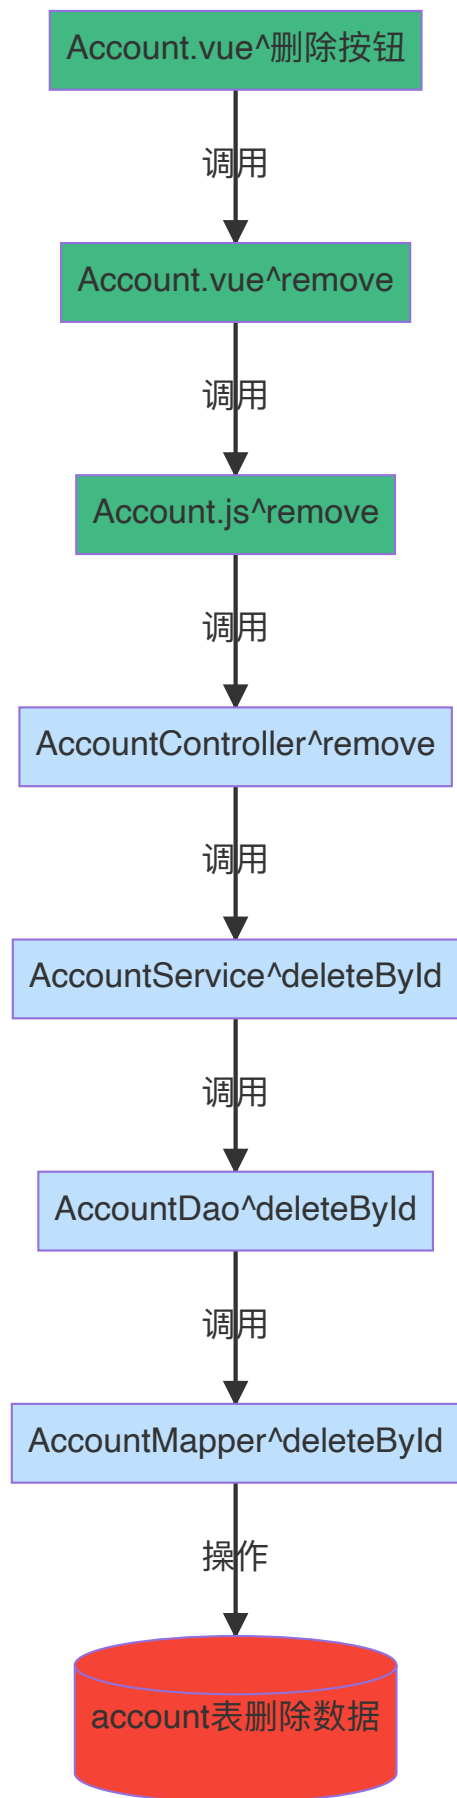 Account.vue^删除按钮
调用
Account.vue^remove
调用
Account.js^remove
调用
AccountController^remove
调用
AccountService^deleteById
调用
AccountDao^deleteById
调用
AccountMapper^deleteById
操作
account表删除数据